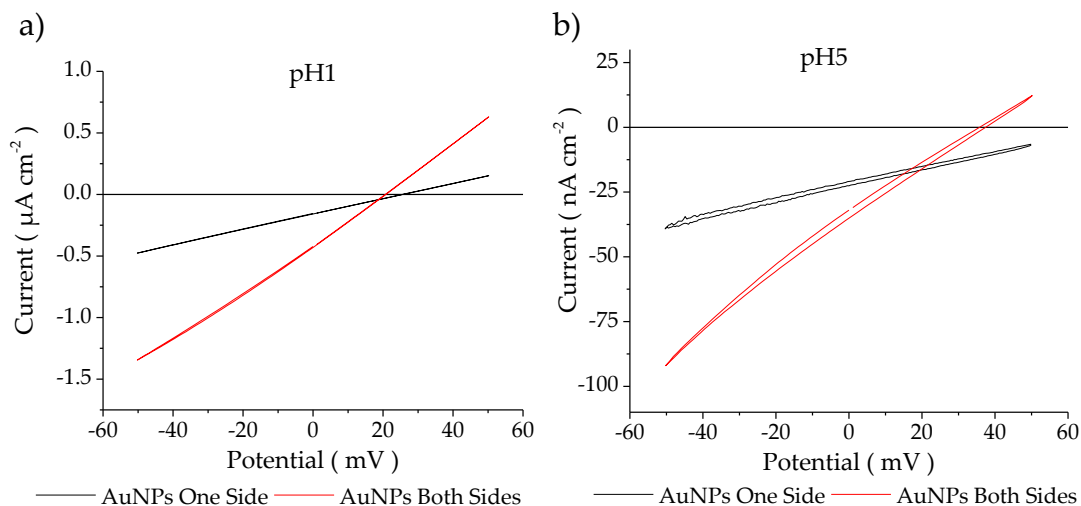 a)
pH1
Current ( µA cm-2)
1.0
0.5
0.0
-0.5
-1.0
-1.5
-60 -40 -20 0 20 40 60
Potential ( mV )
AuNPs One Side AuNPs Both Sides
b)
pH5
Current ( nA cm-2)
25
0
-25
-50
-75
-100
-60 -40 -20 0 20 40 60
Potential ( mV )
AuNPs One Side AuNPs Both Sides